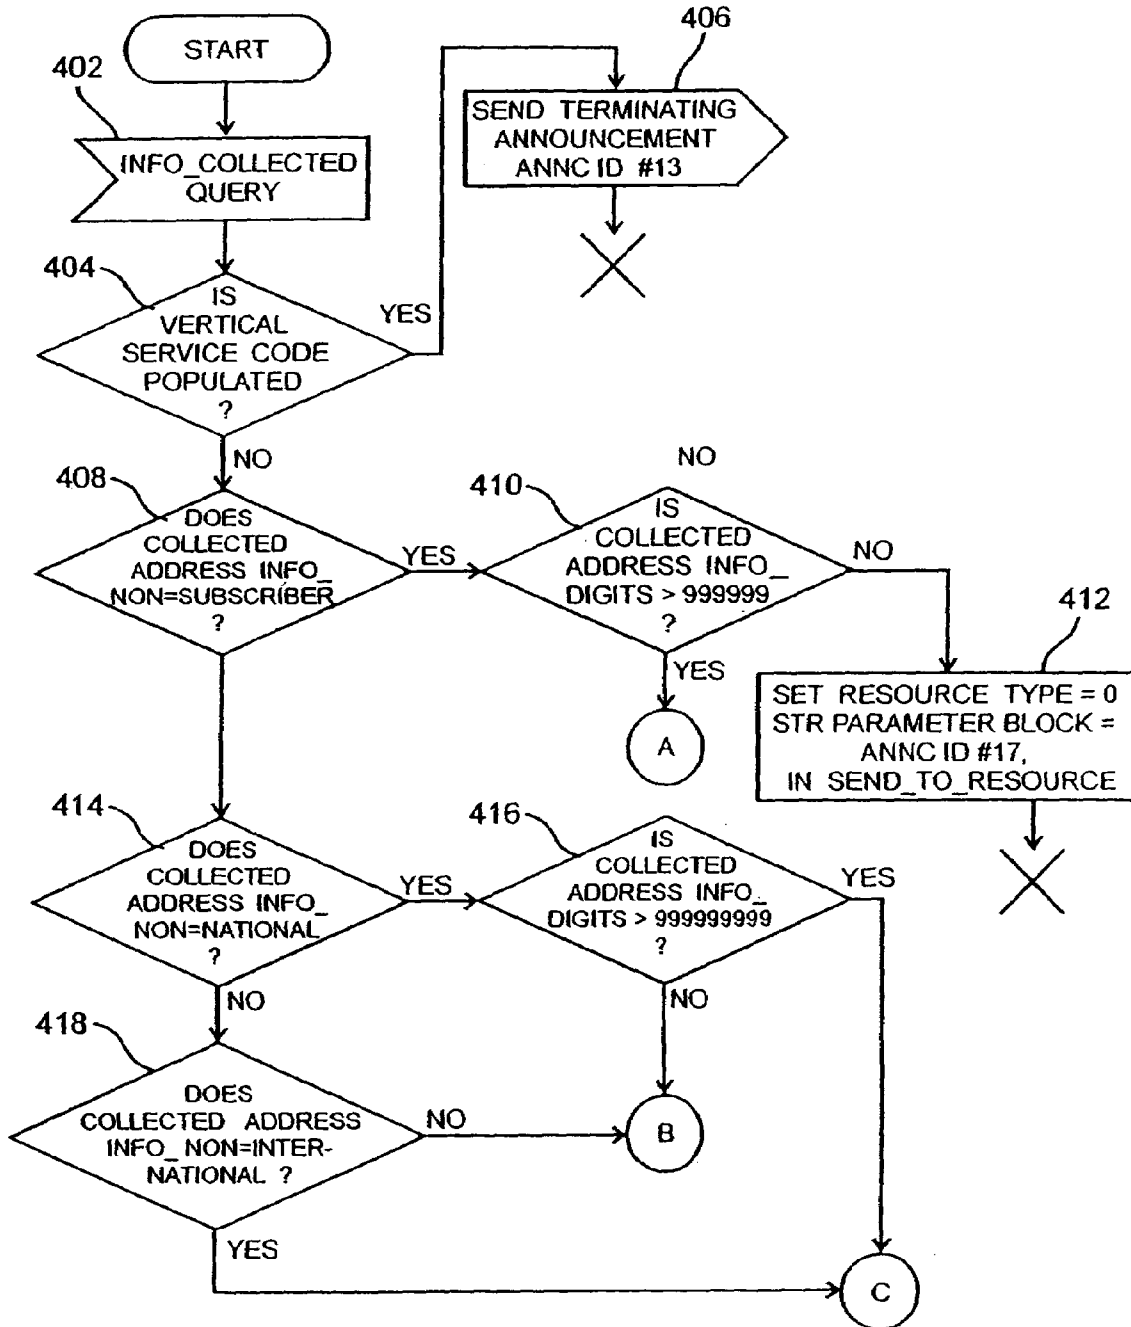 START
402
INFO_COLLECTED
QUERY
406
SEND TERMINATING
ANNOUNCEMENT
ANNC ID #13
404
IS
VERTICAL
SERVICE CODE
POPULATED
?
YES
NO
408
DOES
COLLECTED
ADDRESS INFO_
NON=SUBSCRIBER
?
YES
NO
410
IS
COLLECTED
ADDRESS INFO_
DIGITS > 999999
?
NO
YES
A
412
SET RESOURCE TYPE = 0
STR PARAMETER BLOCK =
ANNC ID #17,
IN SEND_TO_RESOURCE
414
DOES
COLLECTED
ADDRESS INFO_
NON=NATIONAL
?
YES
NO
416
IS
COLLECTED
ADDRESS INFO_
DIGITS > 999999999
?
YES
NO
418
DOES
COLLECTED ADDRESS
INFO_NON=INTER-
NATIONAL ?
NO
B
YES
C